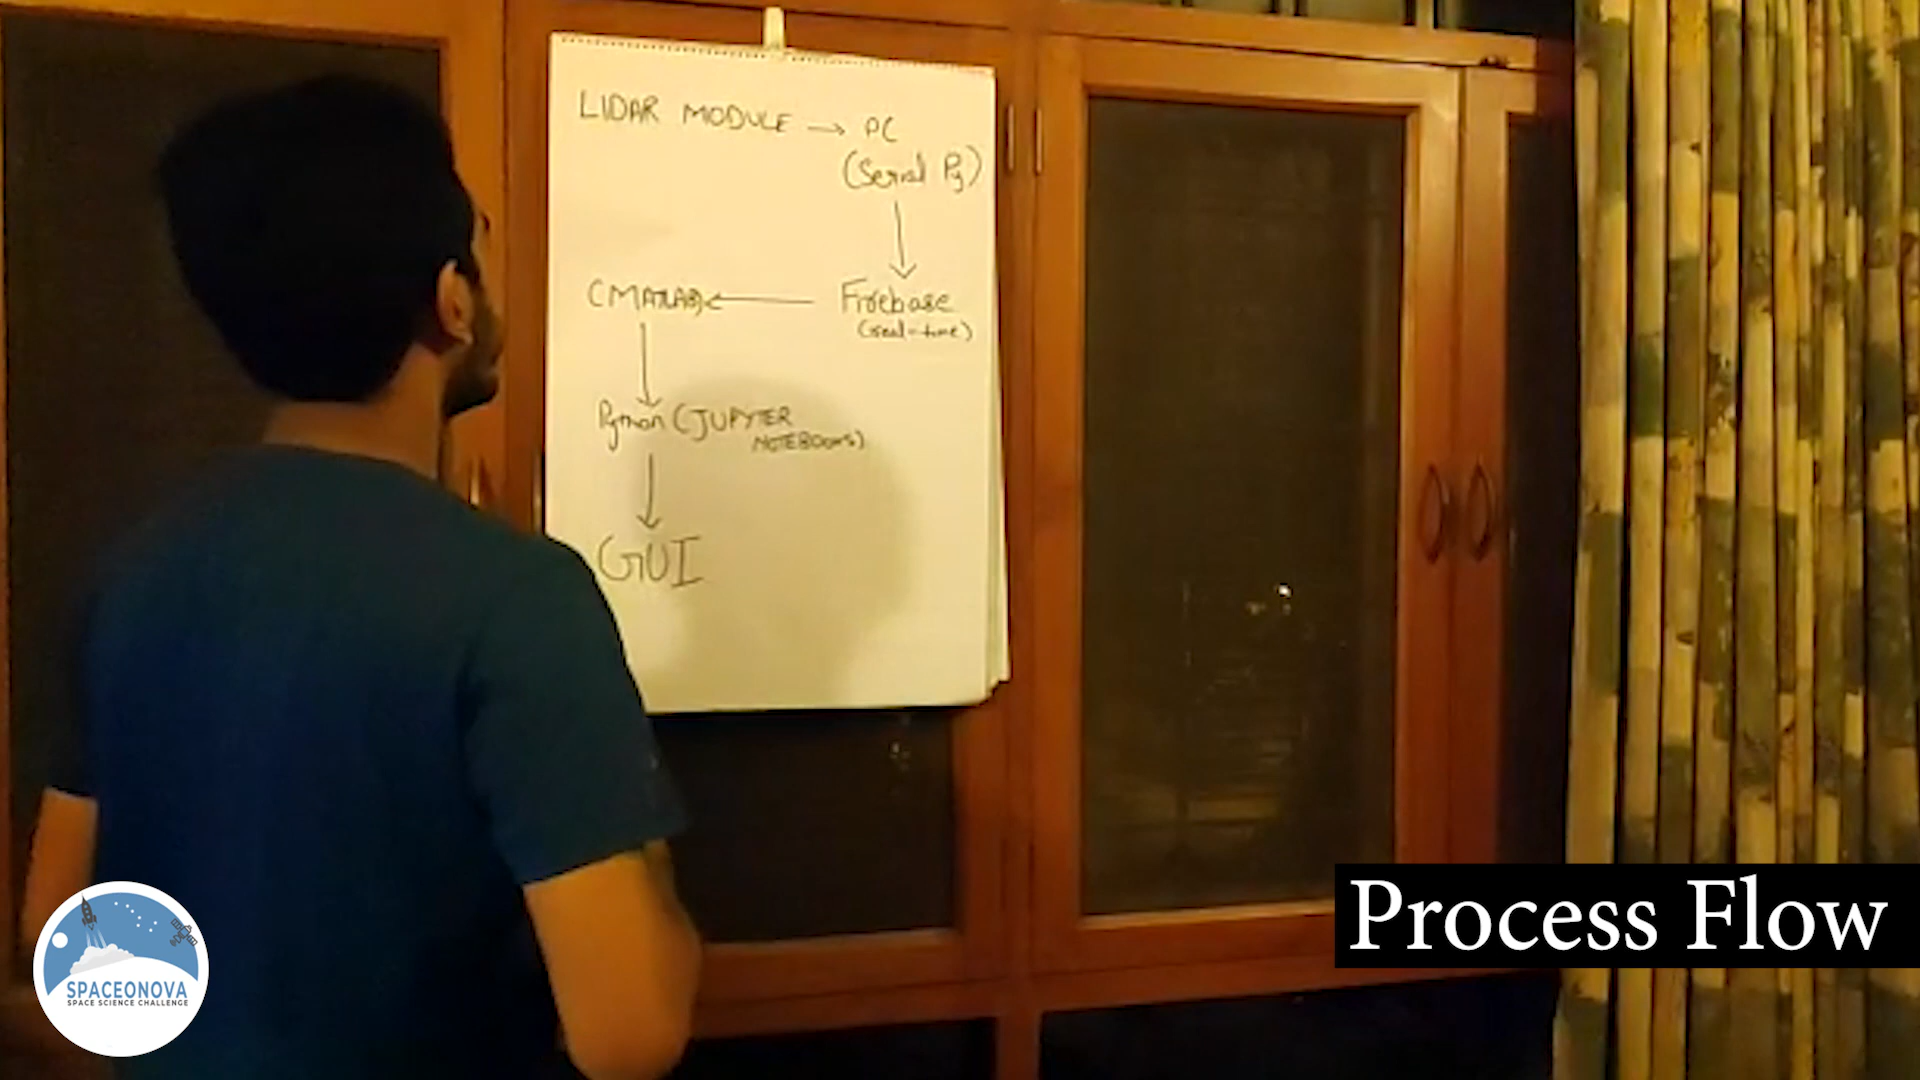 LIDAR MODULE → PC
(Serial Py)
(MATLAB) ← Firebase
(real-time)
Python (JUPYTER
NOTEBOOKS)
GUI
Process Flow
SPACEONOVA
SPACE SCIENCE CHALLENGE